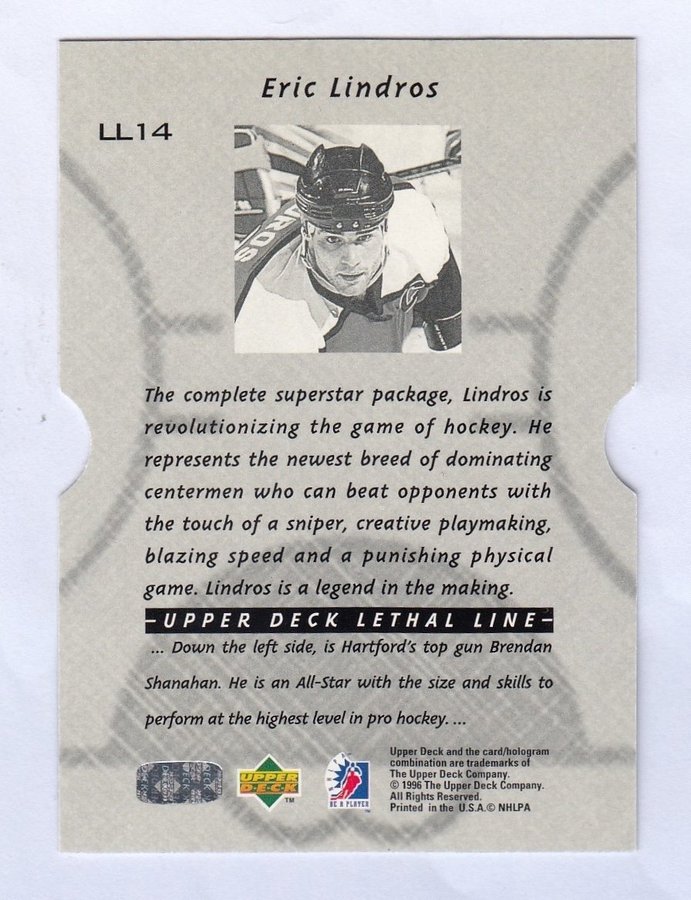 Eric Lindros
LL14
The complete superstar package, Lindros is
revolutionizing the game of hockey. He
represents the newest breed of dominating
centermen who can beat opponents with
the touch of a sniper, creative playmaking,
blazing speed and a punishing physical
game. Lindros is a legend in the making.
–UPPER DECK LETHAL LINE–
... Down the left side, is Hartford's top gun Brendan
Shanahan. He is an All-Star with the size and skills to
perform at the highest level in pro hockey. ...
UPPER
DECK
TM
BE A PLAYER
Upper Deck and the card/hologram
combination are trademarks of
The Upper Deck Company.
© 1996 The Upper Deck Company.
All Rights Reserved.
Printed in the U.S.A.© NHLPA